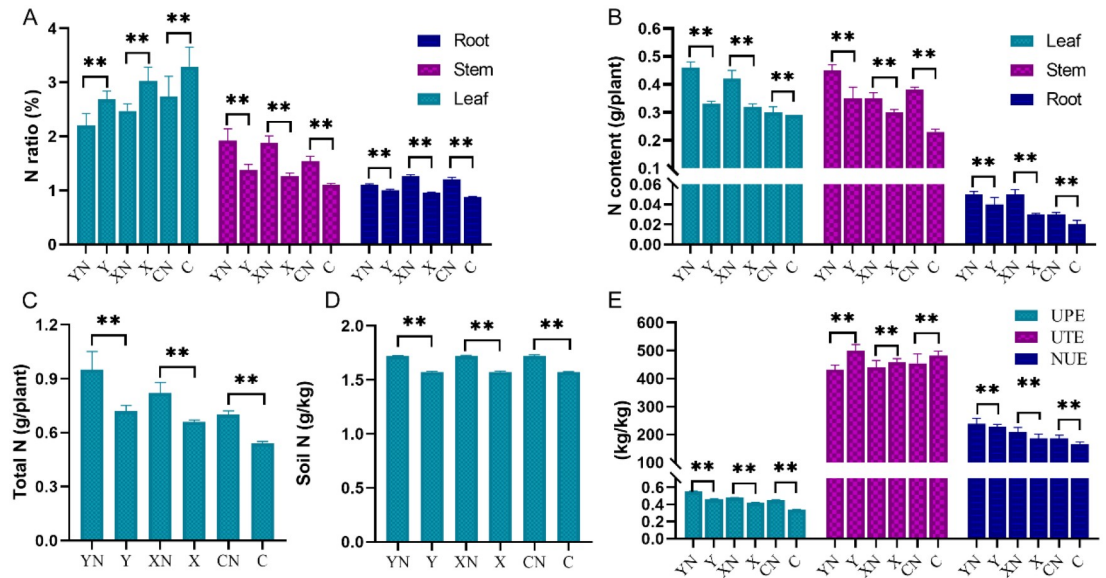 A
N ratio (%)
5
4
3
2
1
0
** ** ** ** ** ** ** ** **
Root
Stem
Leaf
YN Y XN X CN C YN Y XN X CN C YN Y XN X CN C
B
N content (g/plant)
0.6
0.5
0.4
0.3
0.2
0.1
0.06
0.04
0.02
0.00
** ** ** ** ** ** ** ** **
Leaf
Stem
Root
YN Y XN X CN C YN Y XN X CN C YN Y XN X CN C
C
Total N (g/plant)
1.2
0.9
0.6
0.3
0.0
** ** **
YN Y XN X CN C
D
Soil N (g/kg)
2.0
1.5
1.0
0.5
0.0
** ** **
YN Y XN X CN C
E
(kg/kg)
600
500
400
300
200
100
0.6
0.4
0.2
0.0
** ** ** ** ** ** ** ** **
UPE
UTE
NUE
YN Y XN X CN C YN Y XN X CN C YN Y XN X CN C